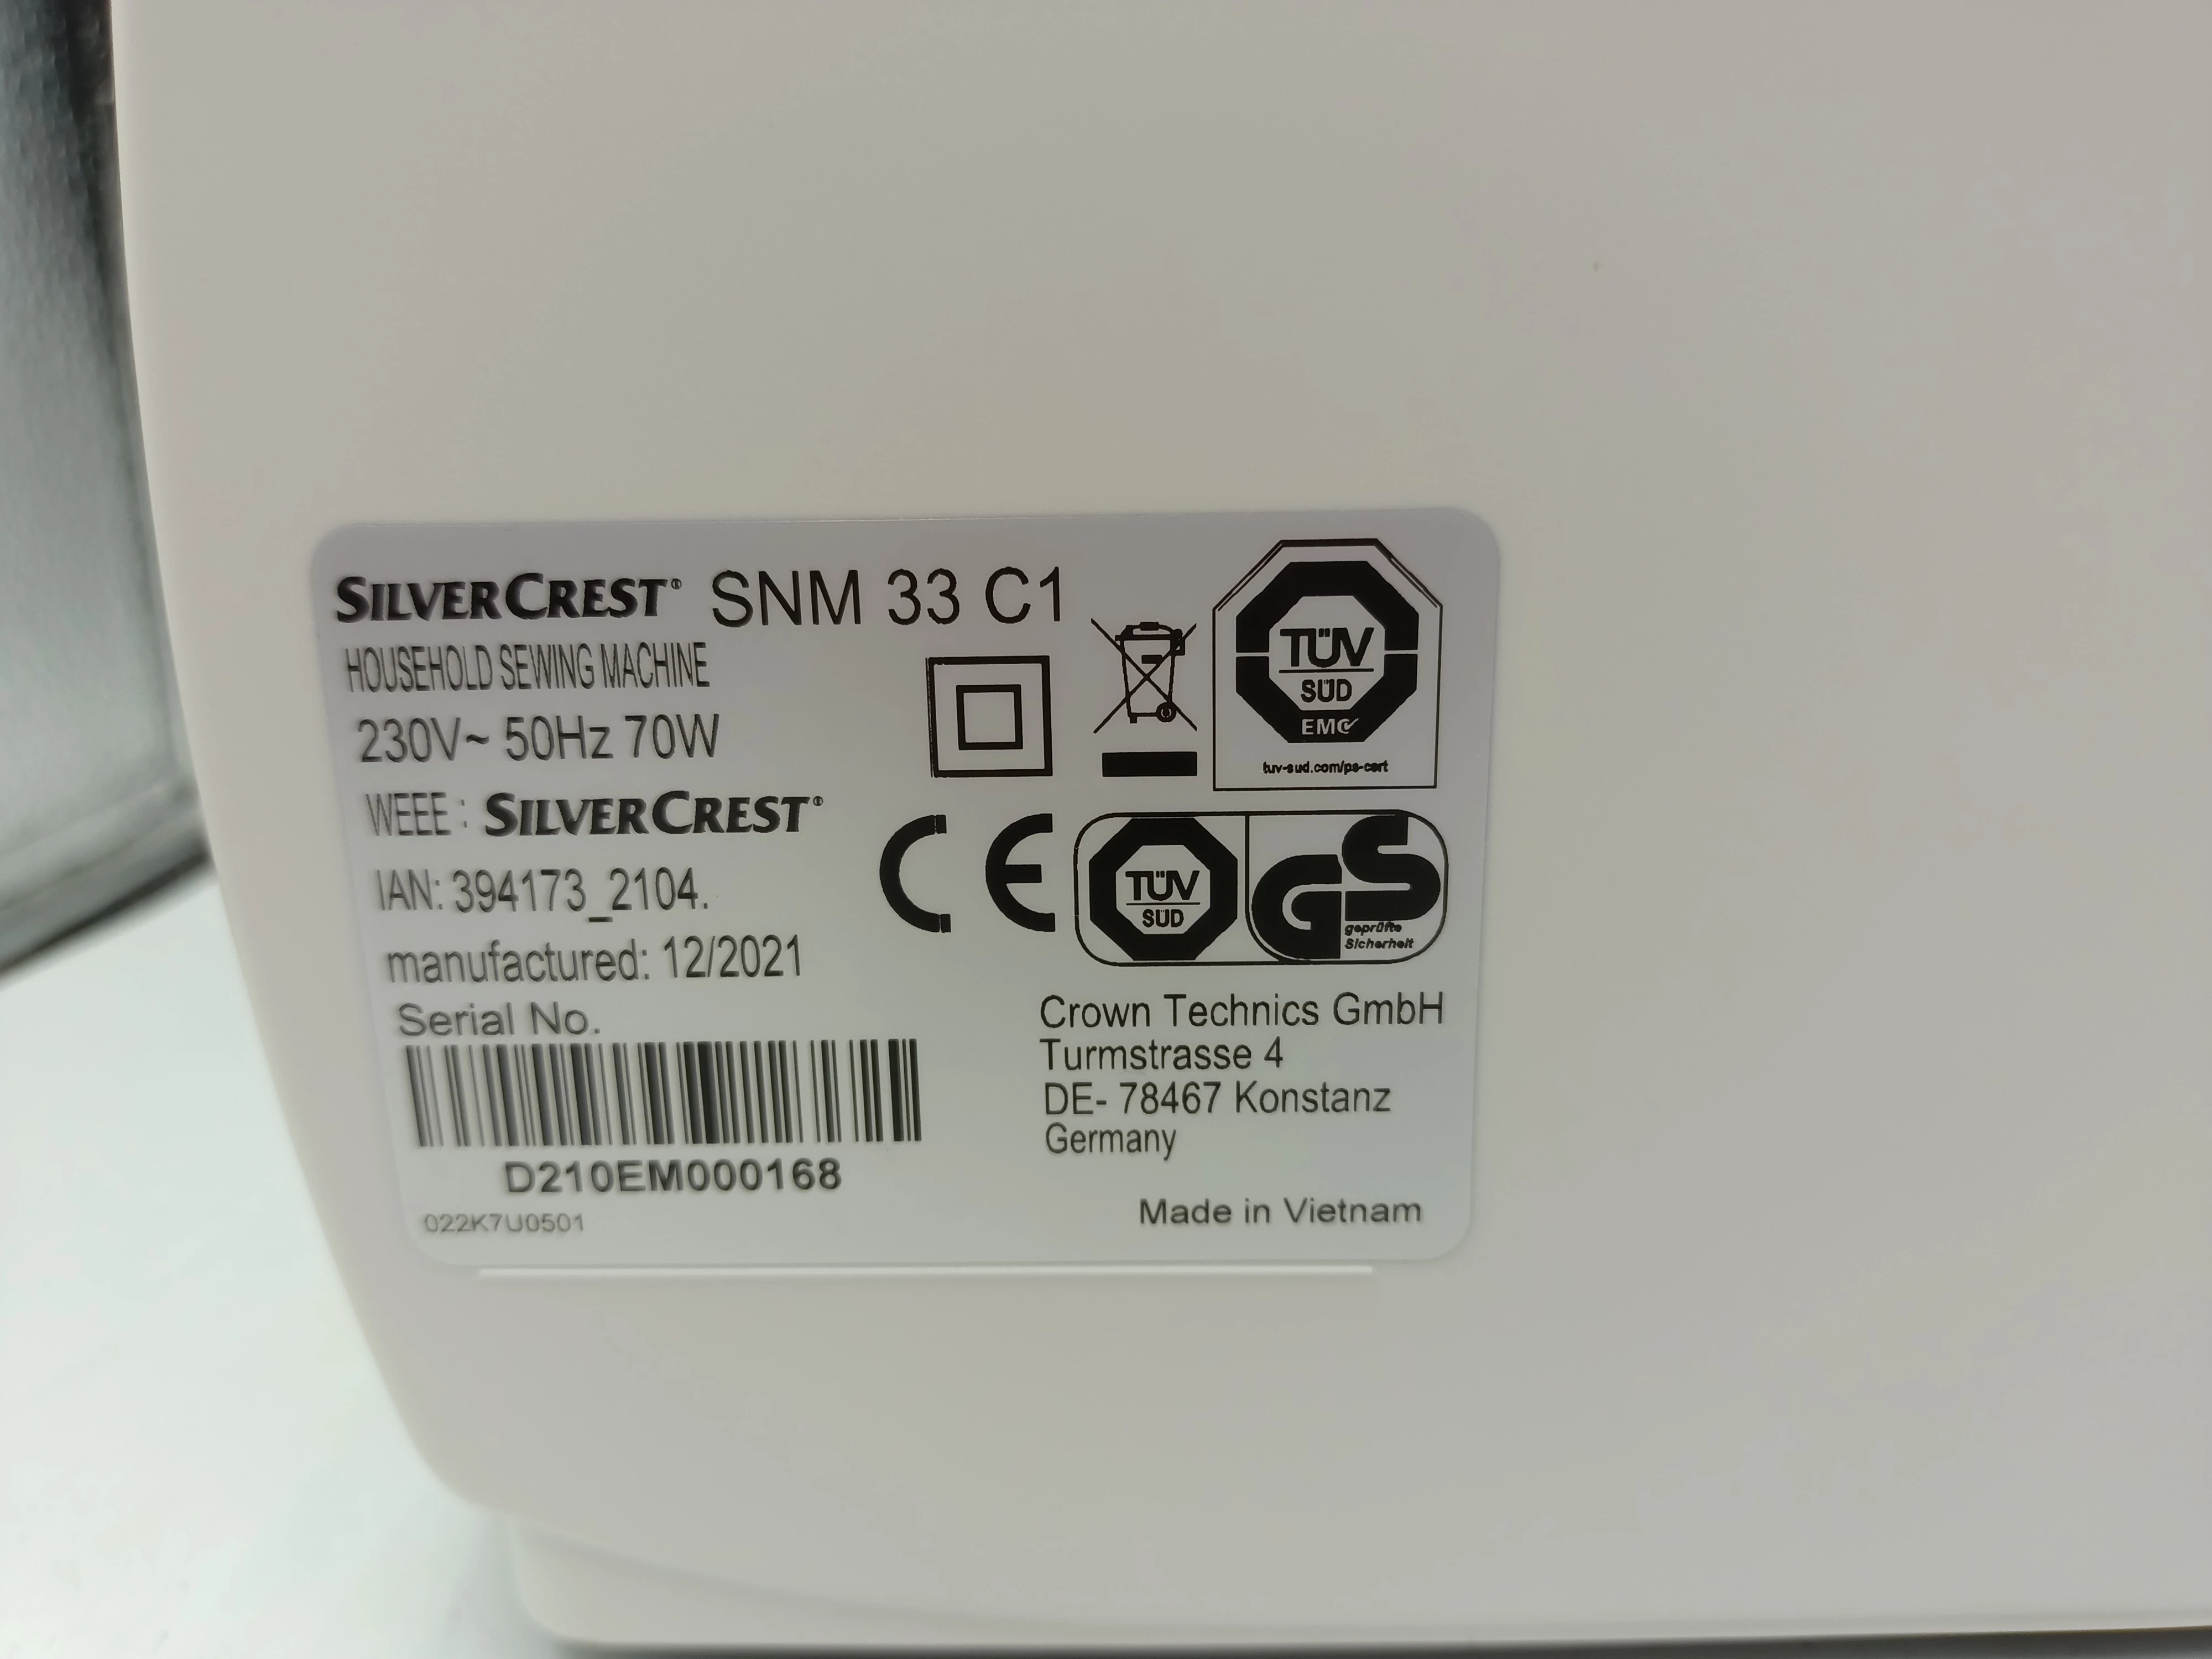 SILVERCREST® SNM 33 C1
HOUSEHOLD SEWING MACHINE
230V~ 50Hz 70W
WEEE : SILVERCREST®
IAN: 394173_2104.
manufactured: 12/2021
Serial No.
D210EM000168
022K7U0501
TÜV
SÜD
EMC
tuv-sud.com/ps-cert
CE
TÜV
SÜD
GS
geprüfte
Sicherheit
Crown Technics GmbH
Turmstrasse 4
DE- 78467 Konstanz
Germany
Made in Vietnam